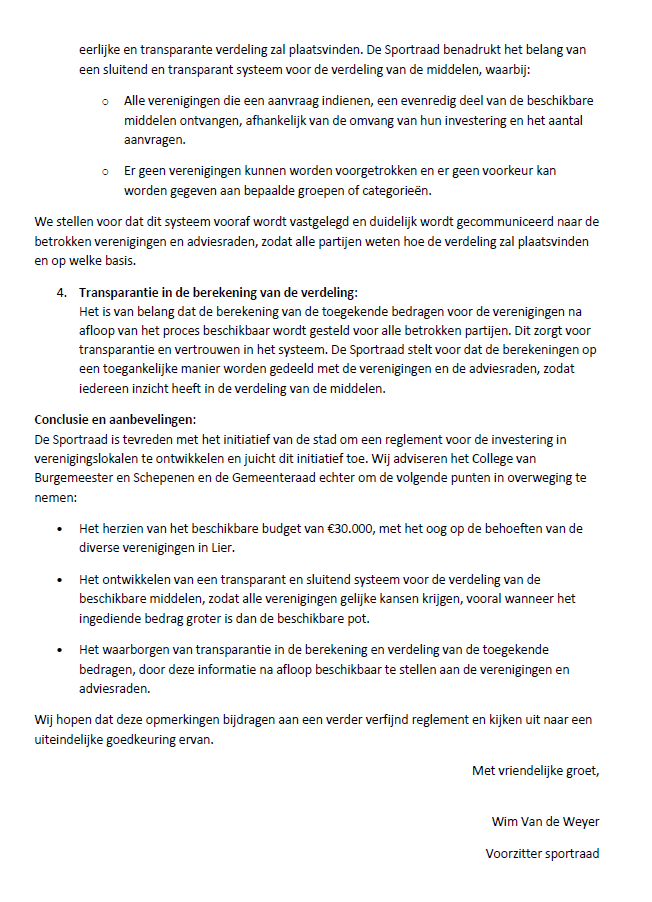 eerlijke en transparante verdeling zal plaatsvinden. De Sportraad benadrukt het belang van
een sluitend en transparant systeem voor de verdeling van de middelen, waarbij:
o Alle verenigingen die een aanvraag indienen, een evenredig deel van de beschikbare
middelen ontvangen, afhankelijk van de omvang van hun investering en het aantal
aanvragen.
o Er geen verenigingen kunnen worden voorgetrokken en er geen voorkeur kan
worden gegeven aan bepaalde groepen of categorieën.
We stellen voor dat dit systeem vooraf wordt vastgelegd en duidelijk wordt gecommuniceerd naar de
betrokken verenigingen en adviesraden, zodat alle partijen weten hoe de verdeling zal plaatsvinden
en op welke basis.
4. Transparantie in de berekening van de verdeling:
Het is van belang dat de berekening van de toegekende bedragen voor de verenigingen na
afloop van het proces beschikbaar wordt gesteld voor alle betrokken partijen. Dit zorgt voor
transparantie en vertrouwen in het systeem. De Sportraad stelt voor dat de berekeningen op
een toegankelijke manier worden gedeeld met de verenigingen en de adviesraden, zodat
iedereen inzicht heeft in de verdeling van de middelen.
Conclusie en aanbevelingen:
De Sportraad is tevreden met het initiatief van de stad om een reglement voor de investering in
verenigingslokalen te ontwikkelen en juicht dit initiatief toe. Wij adviseren het College van
Burgemeester en Schepenen en de Gemeenteraad echter om de volgende punten in overweging te
nemen:
• Het herzien van het beschikbare budget van €30.000, met het oog op de behoeften van de
diverse verenigingen in Lier.
• Het ontwikkelen van een transparant en sluitend systeem voor de verdeling van de
beschikbare middelen, zodat alle verenigingen gelijke kansen krijgen, vooral wanneer het
ingediende bedrag groter is dan de beschikbare pot.
• Het waarborgen van transparantie in de berekening en verdeling van de toegekende
bedragen, door deze informatie na afloop beschikbaar te stellen aan de verenigingen en
adviesraden.
Wij hopen dat deze opmerkingen bijdragen aan een verder verfijnd reglement en kijken uit naar een
uiteindelijke goedkeuring ervan.
Met vriendelijke groet,
Wim Van de Weyer
Voorzitter sportraad